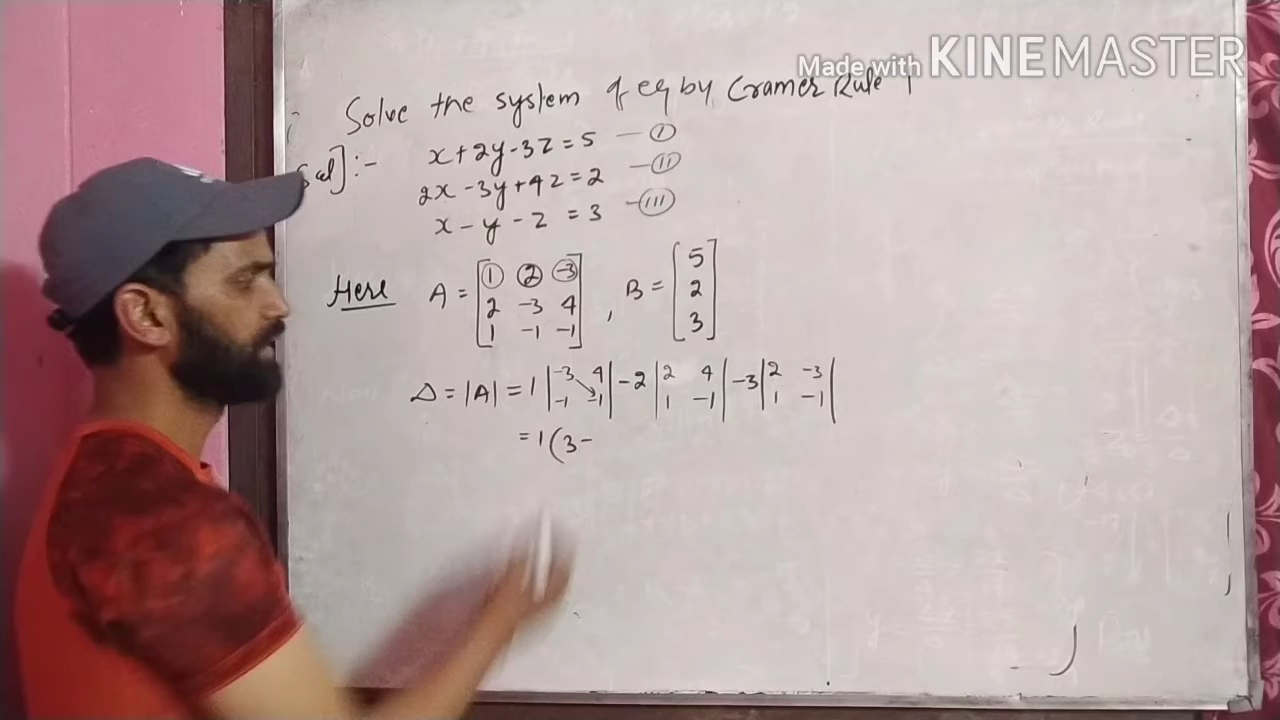 Made with KINEMASTER
Solve the system of eq by Cramer Rule
Sol]:- x+2y-3z=5 —(I)
2x-3y+4z=2 —(II)
x-y-z=3 —(III)
Here A = [1 2 -3; 2 -3 4; 1 -1 -1], B = [5; 2; 3]
Δ = |A| = 1 |-3 4; -1 -1| -2 |2 4; 1 -1| -3 |2 -3; 1 -1|
= 1(3-